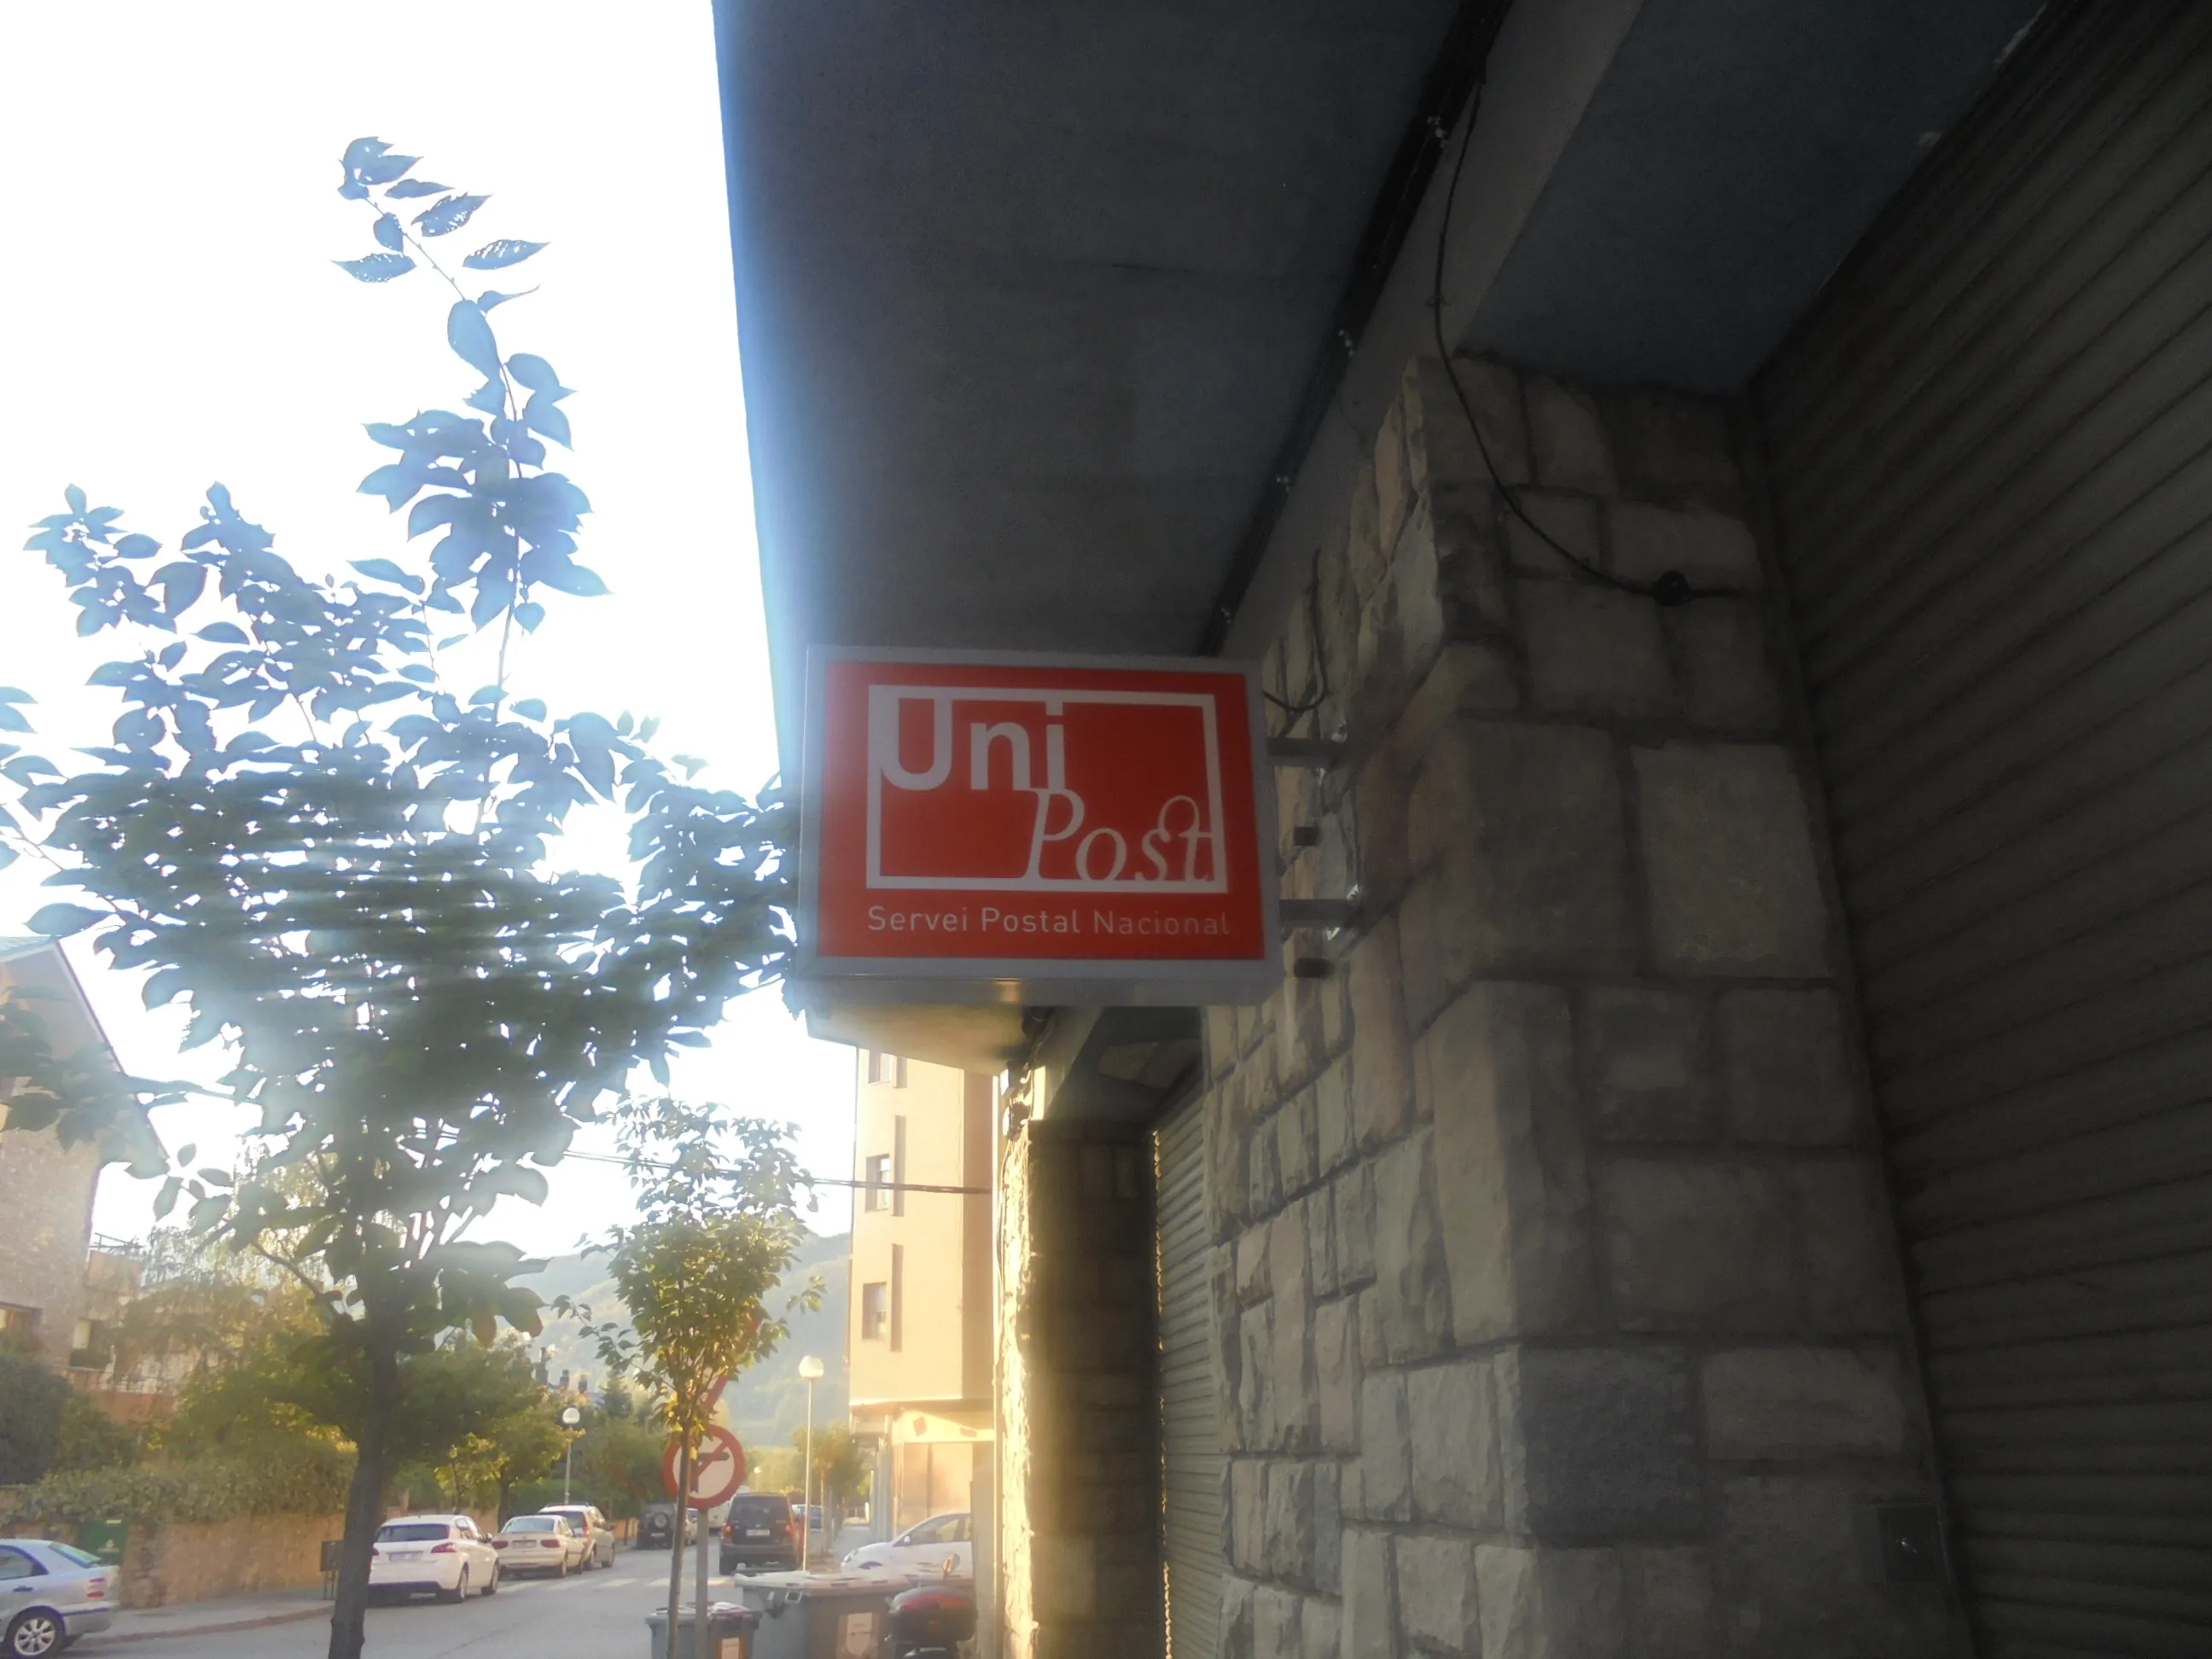 Uni
Post
Servei Postal Nacional